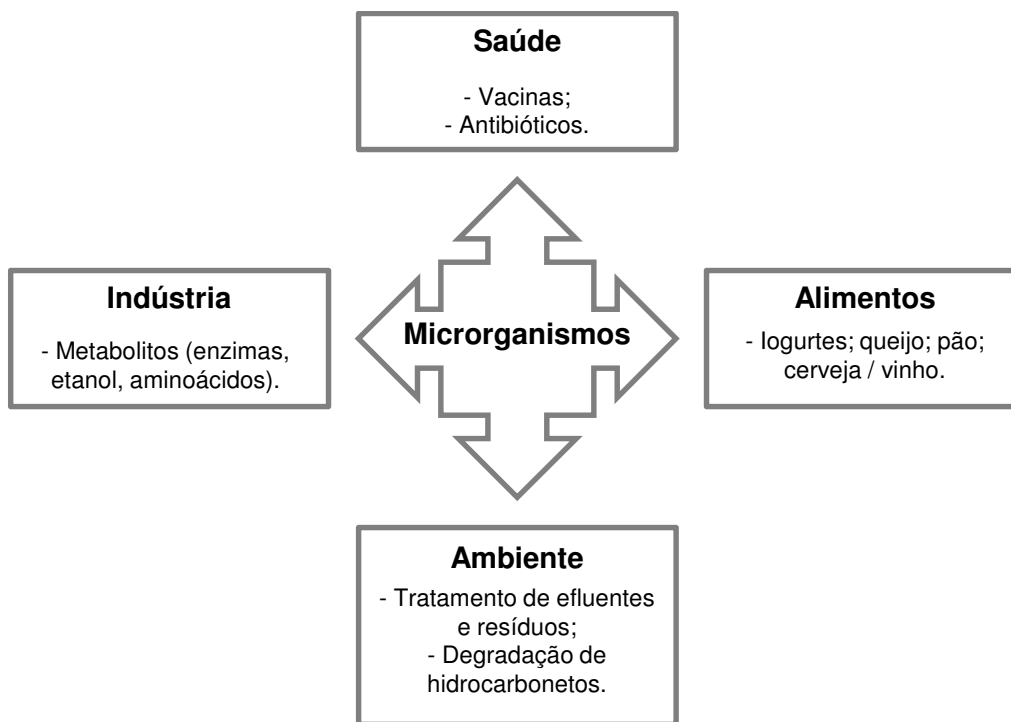 Saúde
- Vacinas;
- Antibióticos.
Indústria
- Metabolitos (enzimas,
etanol, aminoácidos).
Microrganismos
Alimentos
- Iogurtes; queijo; pão;
cerveja / vinho.
Ambiente
- Tratamento de efluentes
e resíduos;
- Degradação de
hidrocarbonetos.